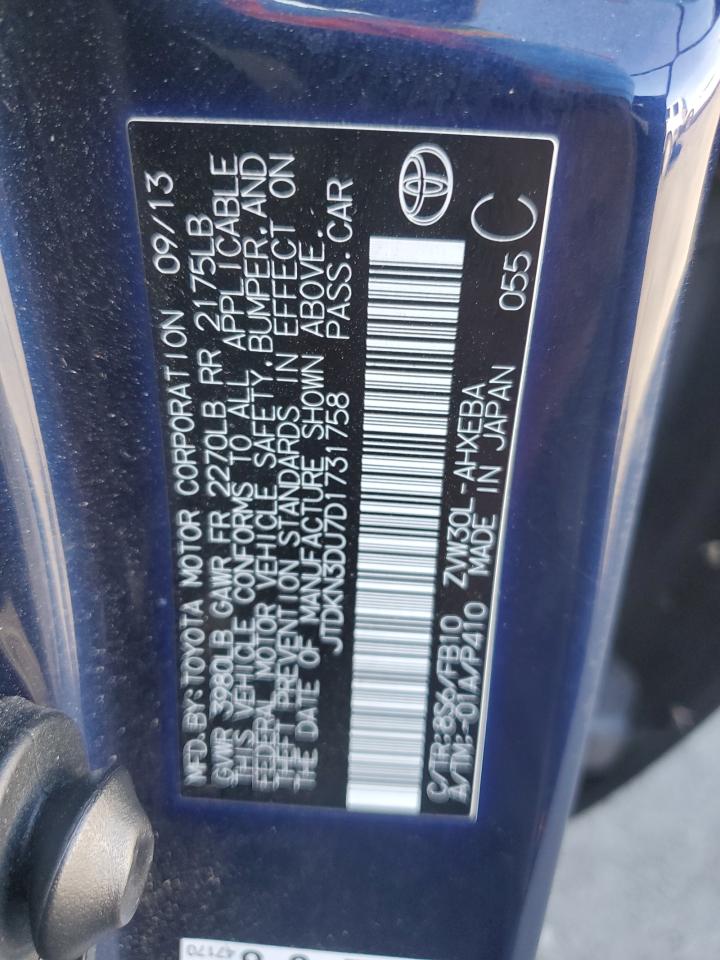 MFD.BY:TOYOTA MOTOR CORPORATION 09/13
GVWR 3980LB GAWR FR 2270LB RR 2175LB
THIS VEHICLE CONFORMS TO ALL APPLICABLE
FEDERAL MOTOR VEHICLE SAFETY,BUMPER,AND
THEFT PREVENTION STANDARDS IN EFFECT ON
THE DATE OF MANUFACTURE SHOWN ABOVE.
JTDKN3DU7D1731758 PASS.CAR
C/TR:8S6/FB10 ZVW30L-AHXEBA
A/TM:-01A/P410 MADE IN JAPAN 055 C
47170